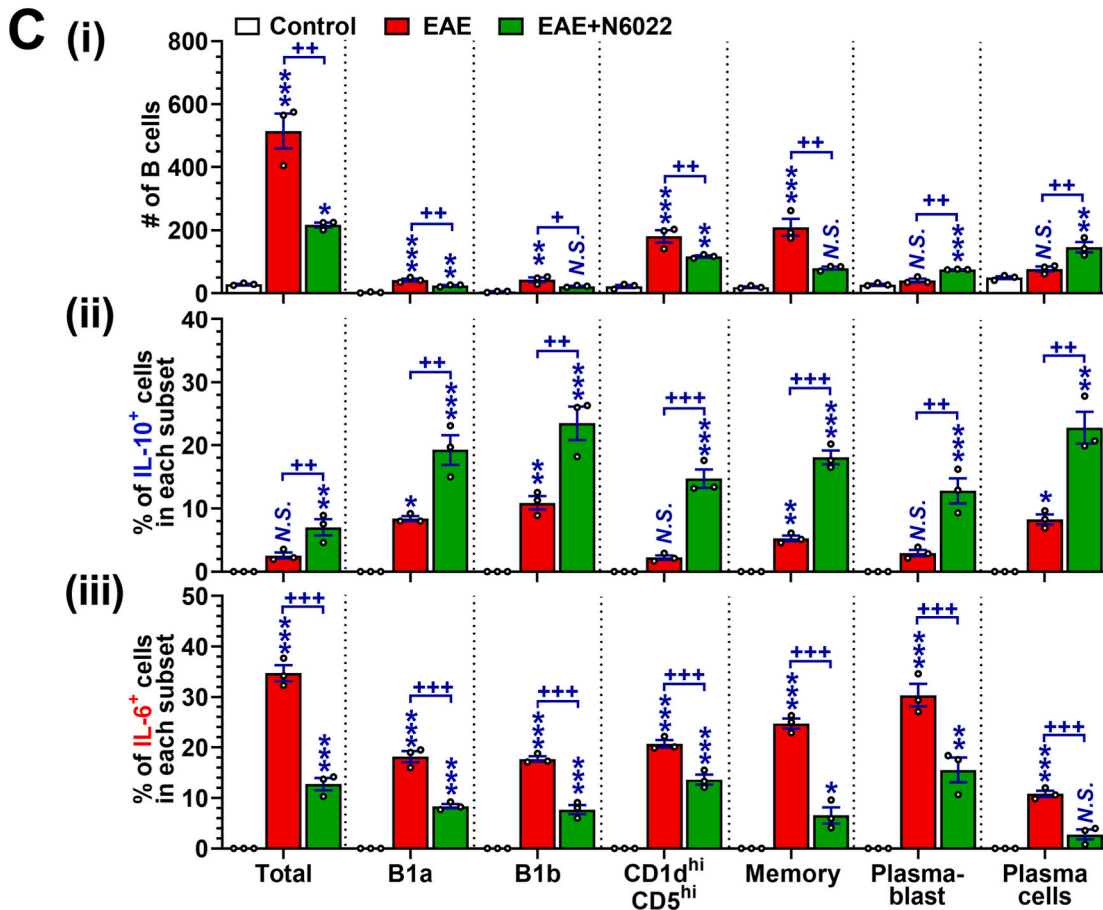 C (i)
Control EAE EAE+N6022
# of B cells
800
600
400
200
0
++ ++ + ++ ++ ++ ++
*** * *** ** ** N.S. *** ** *** N.S. N.S. *** N.S. **
(ii)
% of IL-10+ cells
in each subset
40
30
20
10
0
++ ++ ++ +++ +++ ++ ++
N.S. ** * *** ** *** N.S. *** ** *** N.S. *** * **
(iii)
% of IL-6+ cells
in each subset
50
40
30
20
10
0
+++ +++ +++ +++ +++ +++ +++
*** *** *** *** *** *** *** *** *** * *** ** *** N.S.
Total B1a B1b CD1dhi Memory Plasma- Plasma
CD5hi blast cells